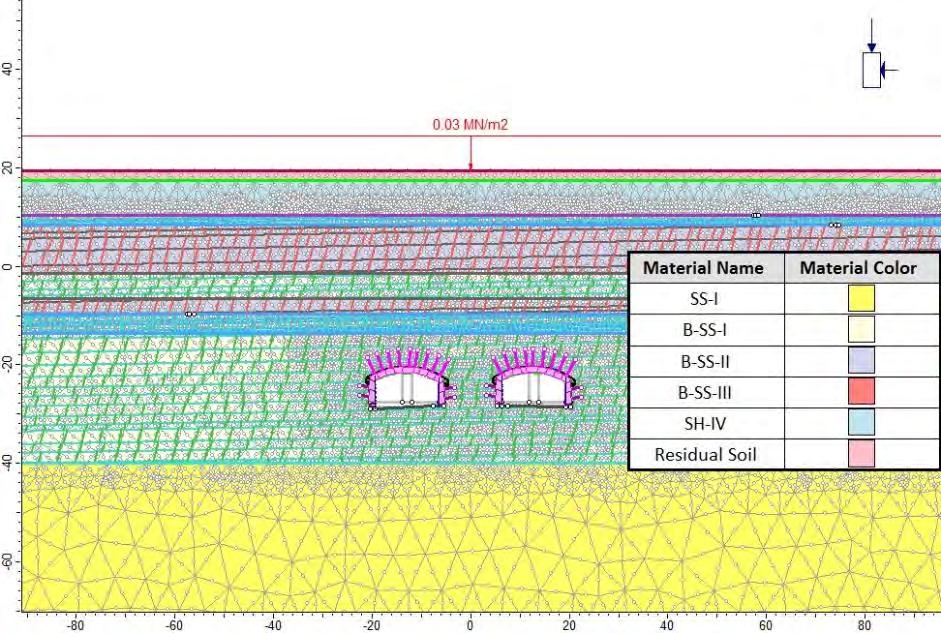 0.03 MN/m2
40
20
0
-20
-40
-60
Material Name Material Color
SS-I
B-SS-I
B-SS-II
B-SS-III
SH-IV
Residual Soil
-80 -60 -40 -20 0 20 40 60 80